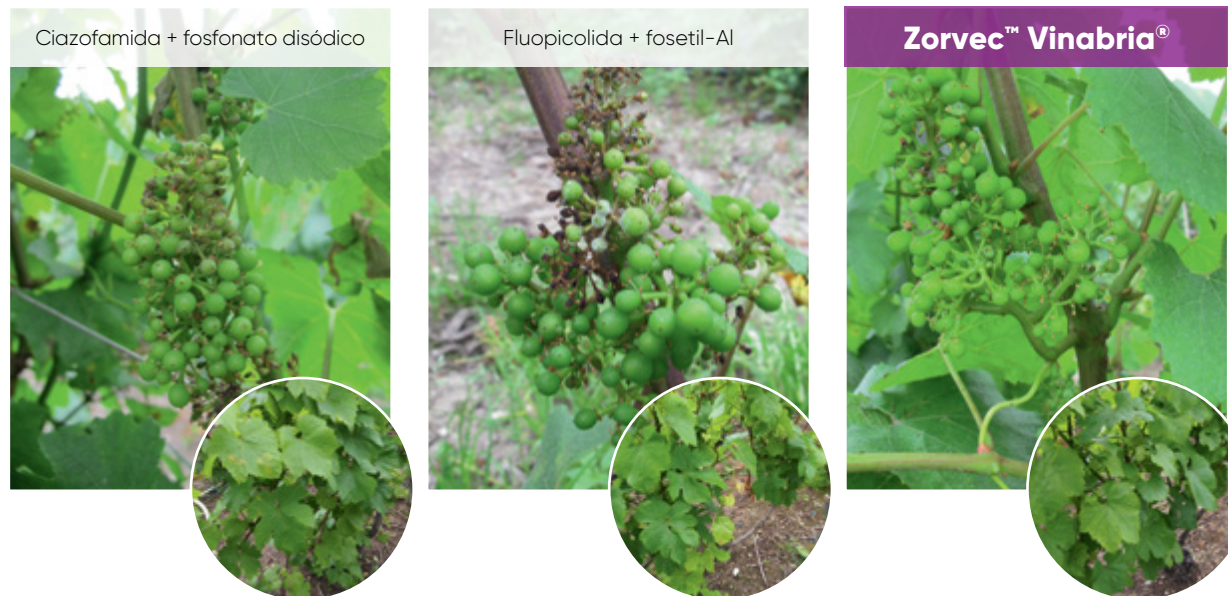 Ciazofamida + fosfonato disódico
Fluopicolida + fosetil-Al
Zorvec™ Vinabria®